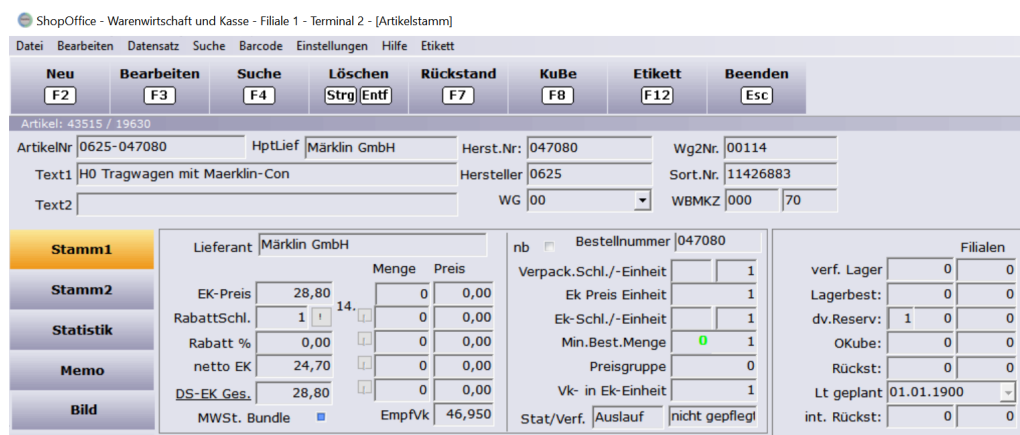 ShopOffice - Warenwirtschaft und Kasse - Filiale 1 - Terminal 2 - [Artikelstamm]
Datei Bearbeiten Datensatz Suche Barcode Einstellungen Hilfe Etikett
Neu Bearbeiten Suche Löschen Rückstand KuBe Etikett Beenden
F2 F3 F4 Strg Entf F7 F8 F12 Esc
Artikel: 43515 / 19630
ArtikelNr 0625-047080 HptLief Märklin GmbH Herst.Nr: 047080 Wg2Nr. 00114
Text1 H0 Tragwagen mit Maerklin-Con Hersteller 0625 Sort.Nr. 11426883
Text2 WG 00 WBMKZ 000 70
Stamm1
Stamm2
Statistik
Memo
Bild
Lieferant Märklin GmbH
Menge Preis
EK-Preis 28,80 14. 0 0,00
RabattSchl. 1 ! ! 0 0,00
Rabatt % 0,00 ! 0 0,00
netto EK 24,70 ! 0 0,00
DS-EK Ges. 28,80 ! 0 0,00
MWSt. Bundle EmpfVk 46,950
nb Bestellnummer 047080
Verpack.Schl./-Einheit 1
Ek Preis Einheit 1
Ek-Schl./-Einheit 1
Min.Best.Menge 0 1
Preisgruppe 0
Vk- in Ek-Einheit 1
Stat/Verf. Auslauf nicht gepflegt
Filialen
verf. Lager 0 0
Lagerbest: 0 0
dv.Reserv: 1 0 0
OKube: 0 0
Rückst: 0 0
Lt geplant 01.01.1900
int. Rückst: 0 0